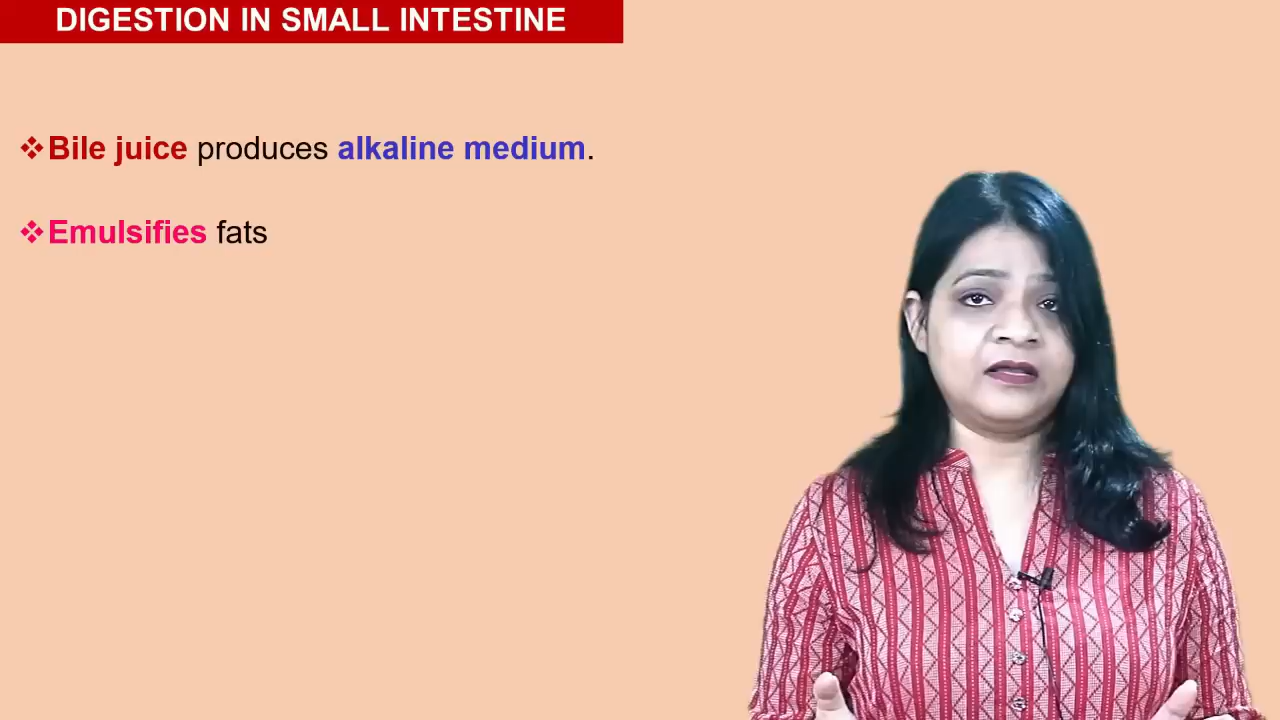 DIGESTION IN SMALL INTESTINE
❖Bile juice produces alkaline medium.
❖Emulsifies fats